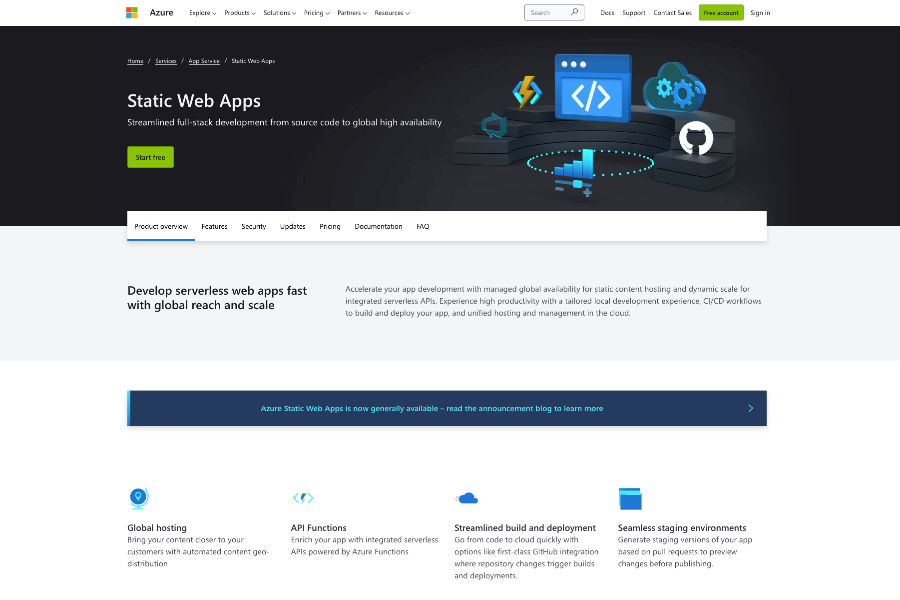 Azure Explore Products Solutions Pricing Partners Resources Search Docs Support Contact Sales Free account Sign in
Home / Services / App Service / Static Web Apps
Static Web Apps
Streamlined full-stack development from source code to global high availability
Start free
</>
Product overview Features Security Updates Pricing Documentation FAQ
Develop serverless web apps fast
with global reach and scale
Accelerate your app development with managed global availability for static content hosting and dynamic scale for
integrated serverless APIs. Experience high productivity with a tailored local development experience, CI/CD workflows
to build and deploy your app, and unified hosting and management in the cloud.
Azure Static Web Apps is now generally available – read the announcement blog to learn more
Global hosting
Bring your content closer to your
customers with automated content geo-
distribution
API Functions
Enrich your app with integrated serverless
APIs powered by Azure Functions
Streamlined build and deployment
Go from code to cloud quickly with
options like first-class GitHub integration
where repository changes trigger builds
and deployments.
Seamless staging environments
Generate staging versions of your app
based on pull requests to preview
changes before publishing.